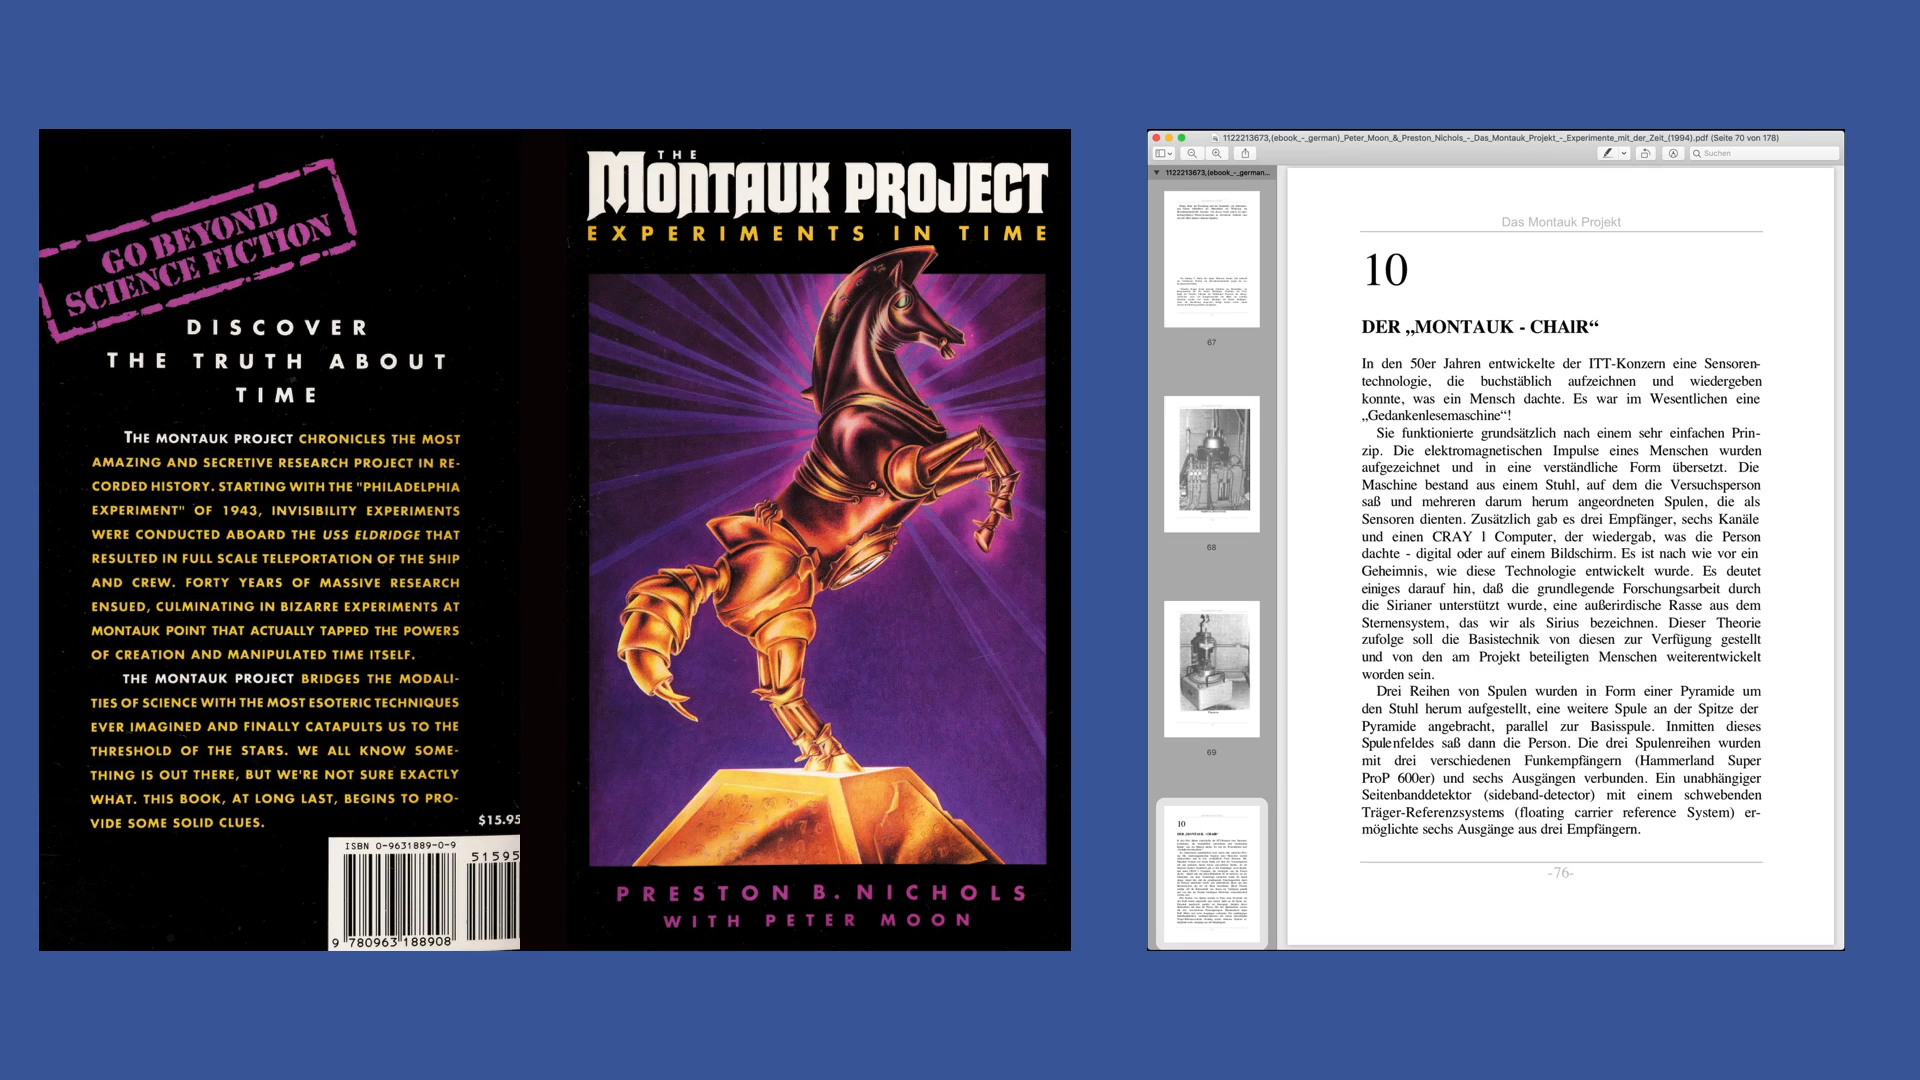 GO BEYOND
SCIENCE FICTION
DISCOVER
THE TRUTH ABOUT
TIME
THE MONTAUK PROJECT CHRONICLES THE MOST
AMAZING AND SECRETIVE RESEARCH PROJECT IN RE-
CORDED HISTORY. STARTING WITH THE "PHILADELPHIA
EXPERIMENT" OF 1943, INVISIBILITY EXPERIMENTS
WERE CONDUCTED ABOARD THE USS ELDRIDGE THAT
RESULTED IN FULL SCALE TELEPORTATION OF THE SHIP
AND CREW. FORTY YEARS OF MASSIVE RESEARCH
ENSUED, CULMINATING IN BIZARRE EXPERIMENTS AT
MONTAUK POINT THAT ACTUALLY TAPPED THE POWERS
OF CREATION AND MANIPULATED TIME ITSELF.
THE MONTAUK PROJECT BRIDGES THE MODALI-
TIES OF SCIENCE WITH THE MOST ESOTERIC TECHNIQUES
EVER IMAGINED AND FINALLY CATAPULTS US TO THE
THRESHOLD OF THE STARS. WE ALL KNOW SOME-
THING IS OUT THERE, BUT WE'RE NOT SURE EXACTLY
WHAT. THIS BOOK, AT LONG LAST, BEGINS TO PRO-
VIDE SOME SOLID CLUES.
$15.95
ISBN 0-9631889-0-9
51595
9 780963 188908
THE
MONTAUK PROJECT
EXPERIMENTS IN TIME
PRESTON B. NICHOLS
WITH PETER MOON
1122213673,(ebook_-_german)_Peter_Moon_&_Preston_Nichols_-_Das_Montauk_Projekt_-_Experimente_mit_der_Zeit_(1994).pdf (Seite 70 von 178)
Suchen
1122213673,(ebook_-_german...
67
68
69
Das Montauk Projekt
10
DER „MONTAUK - CHAlR“
In den 50er Jahren entwickelte der ITT-Konzern eine Sensoren-
technologie, die buchstäblich aufzeichnen und wiedergeben
konnte, was ein Mensch dachte. Es war im Wesentlichen eine
„Gedankenlesemaschine“!
Sie funktionierte grundsätzlich nach einem sehr einfachen Prin-
zip. Die elektromagnetischen Impulse eines Menschen wurden
aufgezeichnet und in eine verständliche Form übersetzt. Die
Maschine bestand aus einem Stuhl, auf dem die Versuchsperson
saß und mehreren darum herum angeordneten Spulen, die als
Sensoren dienten. Zusätzlich gab es drei Empfänger, sechs Kanäle
und einen CRAY 1 Computer, der wiedergab, was die Person
dachte - digital oder auf einem Bildschirm. Es ist nach wie vor ein
Geheimnis, wie diese Technologie entwickelt wurde. Es deutet
einiges darauf hin, daß die grundlegende Forschungsarbeit durch
die Sirianer unterstützt wurde, eine außerirdische Rasse aus dem
Sternensystem, das wir als Sirius bezeichnen. Dieser Theorie
zufolge soll die Basistechnik von diesen zur Verfügung gestellt
und von den am Projekt beteiligten Menschen weiterentwickelt
worden sein.
Drei Reihen von Spulen wurden in Form einer Pyramide um
den Stuhl herum aufgestellt, eine weitere Spule an der Spitze der
Pyramide angebracht, parallel zur Basisspule. Inmitten dieses
Spulenfeldes saß dann die Person. Die drei Spulenreihen wurden
mit drei verschiedenen Funkempfängern (Hammerland Super
ProP 600er) und sechs Ausgängen verbunden. Ein unabhängiger
Seitenbanddetektor (sideband-detector) mit einem schwebenden
Träger-Referenzsystems (floating carrier reference System) er-
möglichte sechs Ausgänge aus drei Empfängern.
-76-